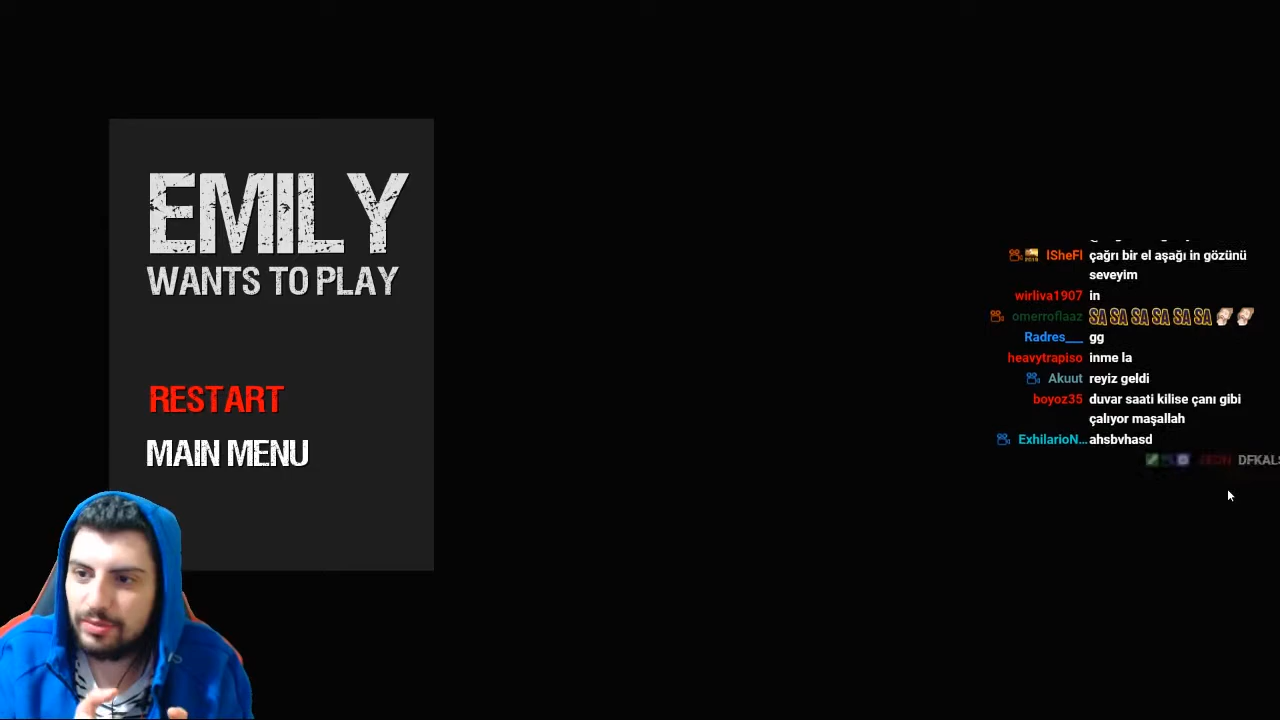 EMILY
WANTS TO PLAY
RESTART
MAIN MENU
ISheFl çağrı bir el aşağı in gözünü
seveyim
wirliva1907 in
omerroflaaz SA SA SA SA SA SA
Radres___ gg
heavytrapiso inme la
Akuut reyiz geldi
boyoz35 duvar saati kilise çanı gibi
çalıyor maşallah
ExhilarioN... ahsbvhasd